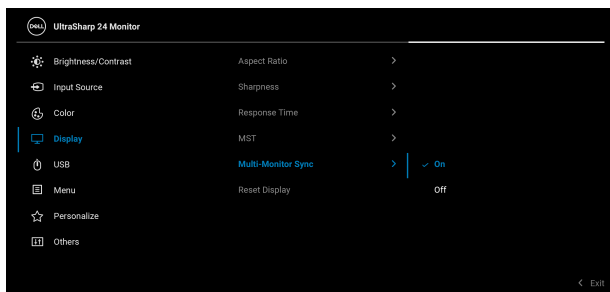 DELL UltraSharp 24 Monitor
Brightness/Contrast Aspect Ratio
Input Source Sharpness
Color Response Time
Display MST
USB Multi-Monitor Sync On
Menu Reset Display Off
Personalize
Others
Exit